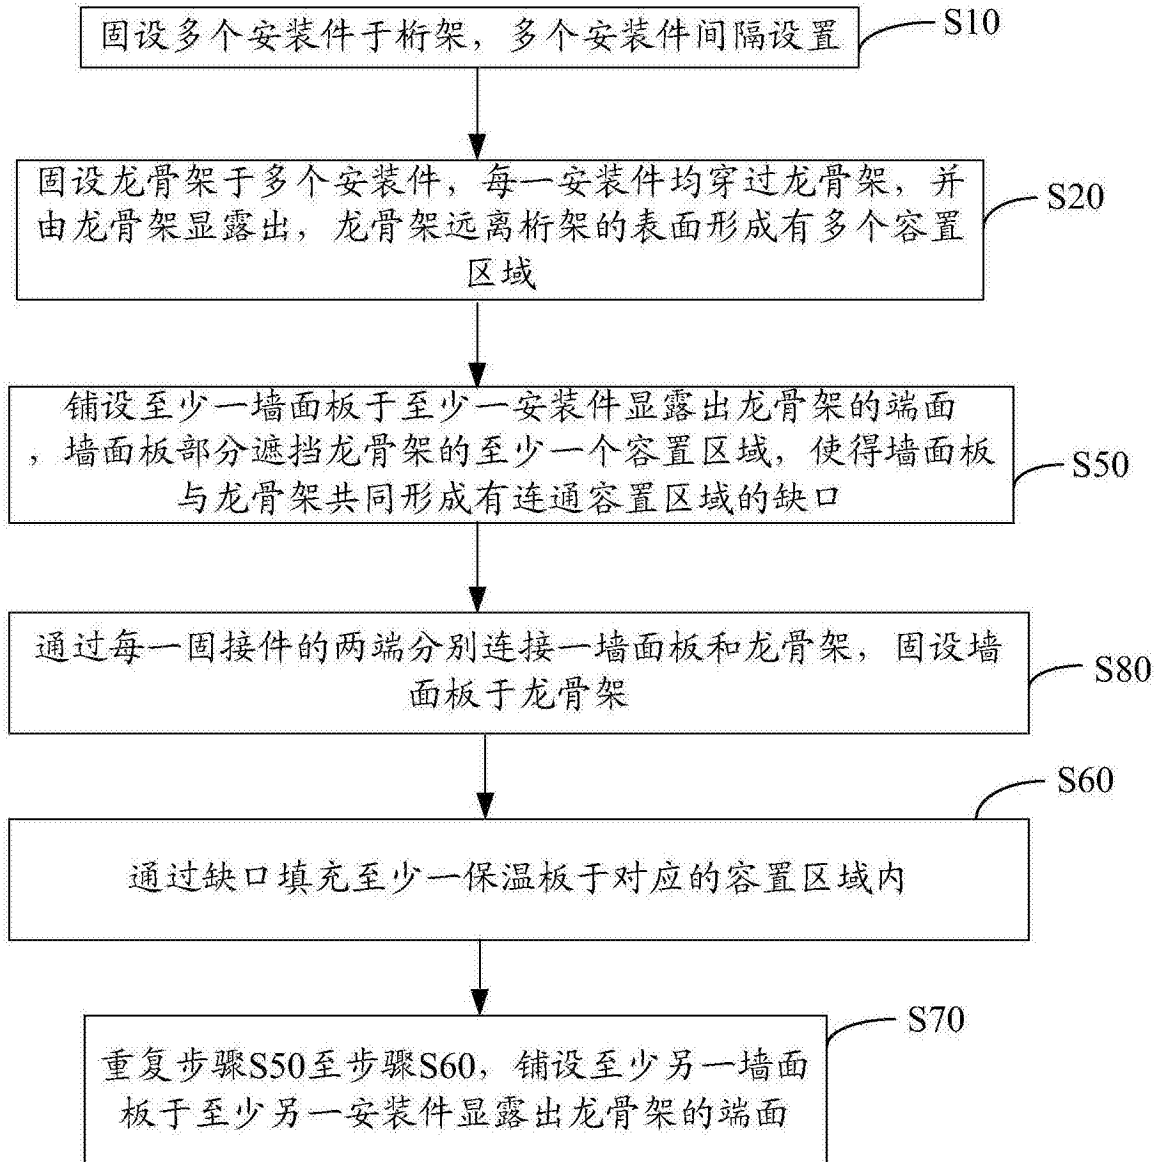 固设多个安装件于桁架，多个安装件间隔设置
S10
固设龙骨架于多个安装件，每一安装件均穿过龙骨架，并
由龙骨架显露出，龙骨架远离桁架的表面形成有多个容置
区域
S20
铺设至少一墙面板于至少一安装件显露出龙骨架的端面
，墙面板部分遮挡龙骨架的至少一个容置区域，使得墙面板
与龙骨架共同形成有连通容置区域的缺口
S50
通过每一固接件的两端分别连接一墙面板和龙骨架，固设墙
面板于龙骨架
S80
通过缺口填充至少一保温板于对应的容置区域内
S60
重复步骤S50至步骤S60，铺设至少另一墙面
板于至少另一安装件显露出龙骨架的端面
S70